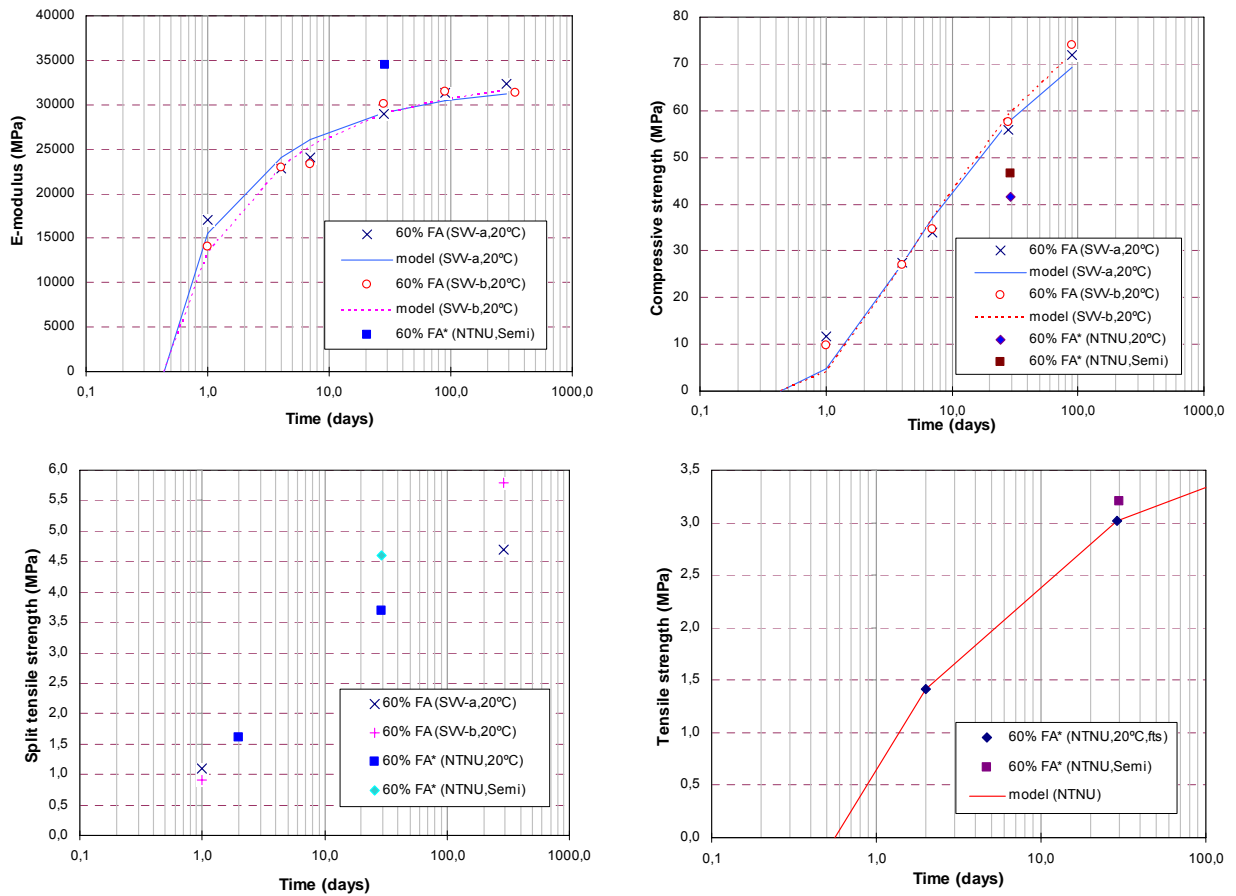 E-modulus (MPa)
40000
35000
30000
25000
20000
15000
10000
5000
0
0,1
1,0
10,0
100,0
1000,0
Time (days)
60% FA (SVV-a,20ºC)
model (SVV-a,20ºC)
60% FA (SVV-b,20ºC)
model (SVV-b,20ºC)
60% FA* (NTNU,Semi)
Compressive strength (MPa)
80
70
60
50
40
30
20
10
0
0,1
1,0
10,0
100,0
1000,0
Time (days)
60% FA (SVV-a,20ºC)
model (SVV-a,20ºC)
60% FA (SVV-b,20ºC)
model (SVV-b,20ºC)
60% FA* (NTNU,20ºC)
60% FA* (NTNU,Semi)
Split tensile strength (MPa)
6,0
5,5
5,0
4,5
4,0
3,5
3,0
2,5
2,0
1,5
1,0
0,5
0,0
0,1
1,0
10,0
100,0
1000,0
Time (days)
60% FA (SVV-a,20ºC)
60% FA (SVV-b,20ºC)
60% FA* (NTNU,20ºC)
60% FA* (NTNU,Semi)
Tensile strength (MPa)
3,5
3,0
2,5
2,0
1,5
1,0
0,5
0,0
0,1
1,0
10,0
100,0
Time (days)
60% FA* (NTNU,20ºC,fts)
60% FA* (NTNU,Semi)
model (NTNU)